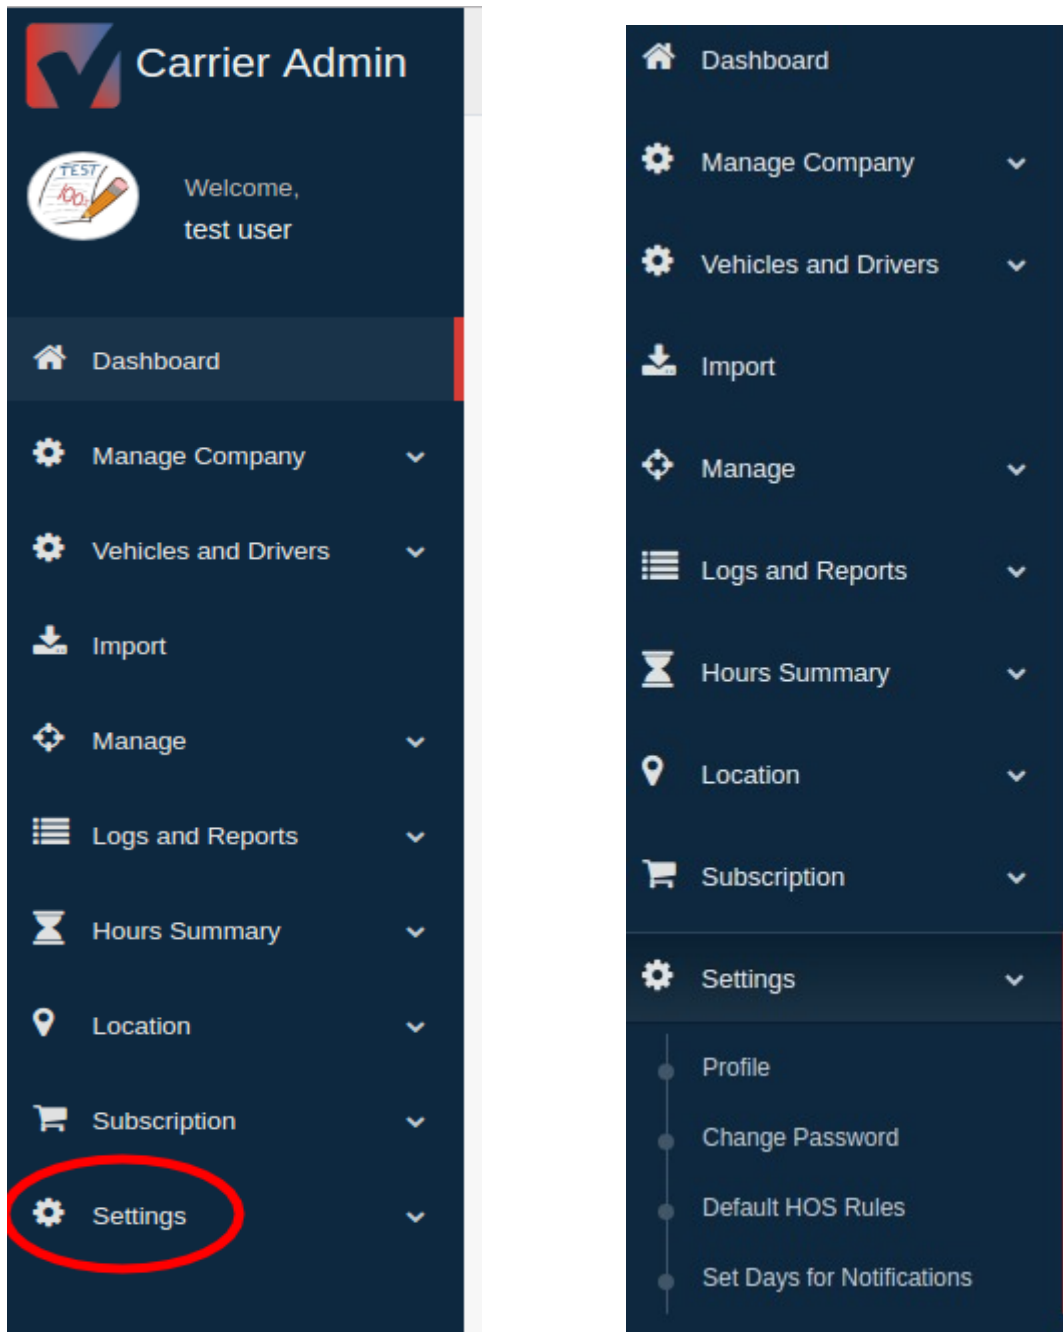 Carrier Admin
TEST
100%
Welcome,
test user
Dashboard
Manage Company
Vehicles and Drivers
Import
Manage
Logs and Reports
Hours Summary
Location
Subscription
Settings
Dashboard
Manage Company
Vehicles and Drivers
Import
Manage
Logs and Reports
Hours Summary
Location
Subscription
Settings
Profile
Change Password
Default HOS Rules
Set Days for Notifications